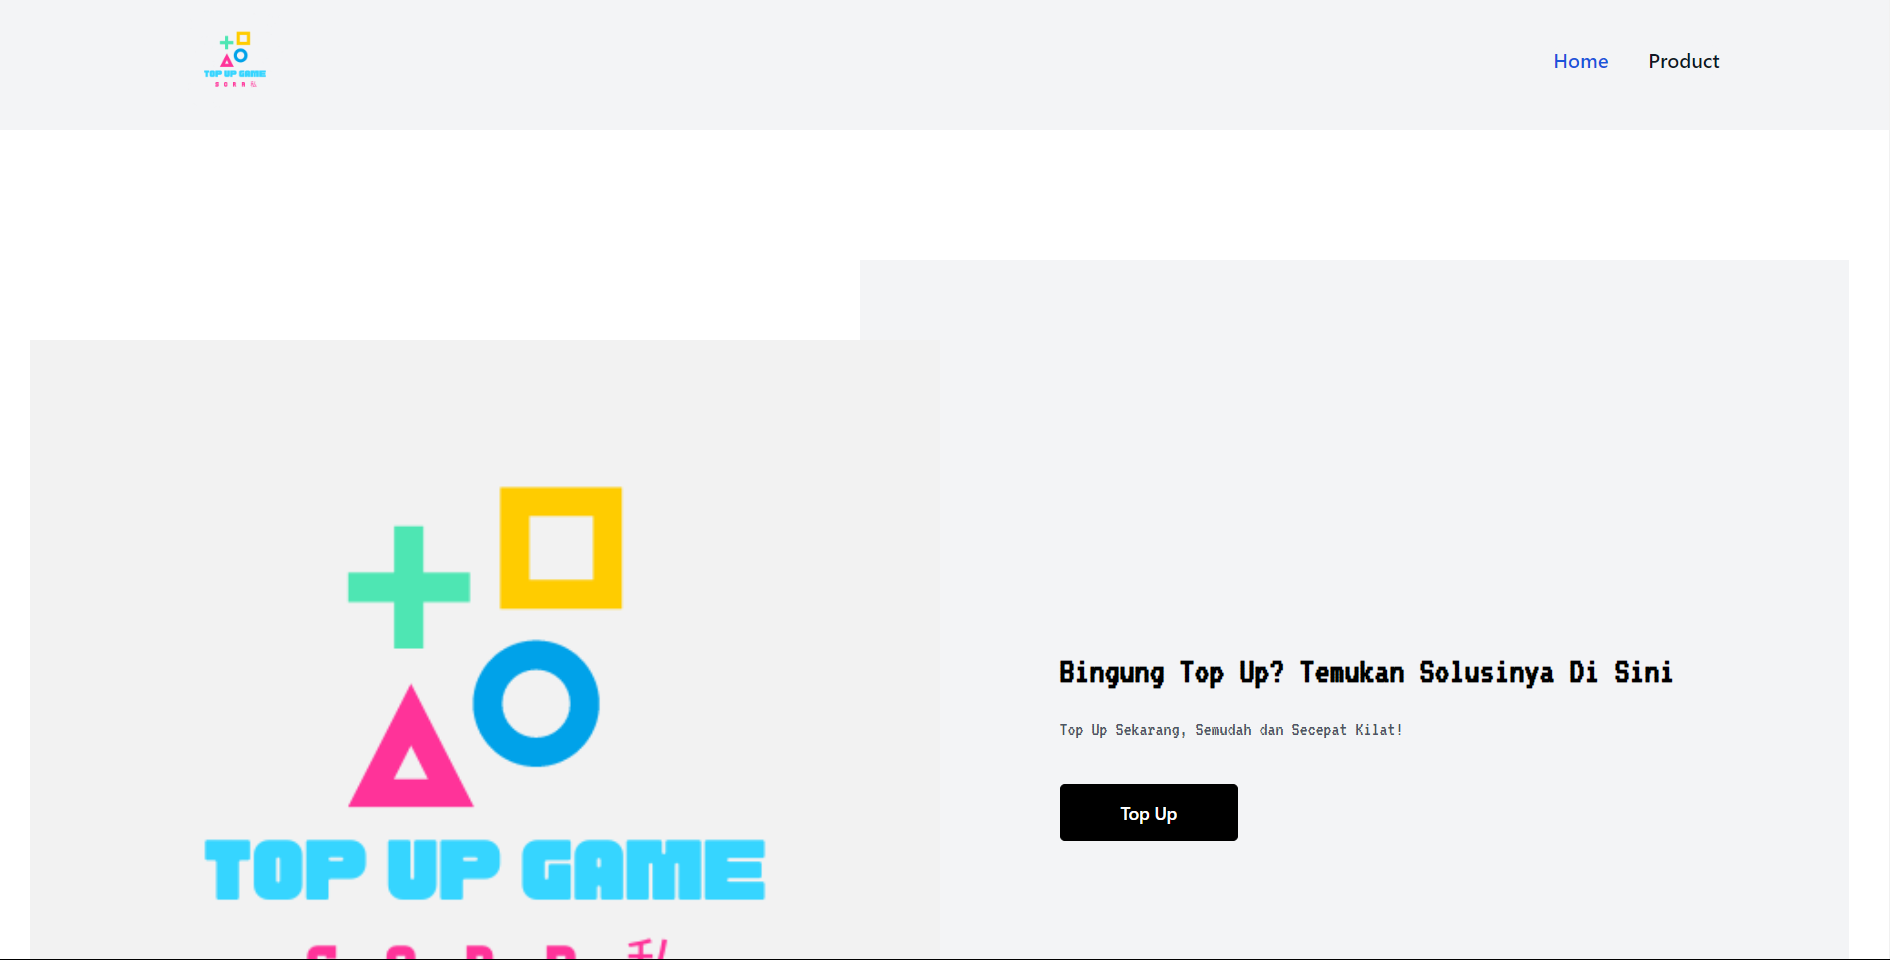 TOP UP GAME
Home
Product
TOP UP GAME
Bingung Top Up? Temukan Solusinya Di Sini
Top Up Sekarang, Semudah dan Secepat Kilat!
Top Up